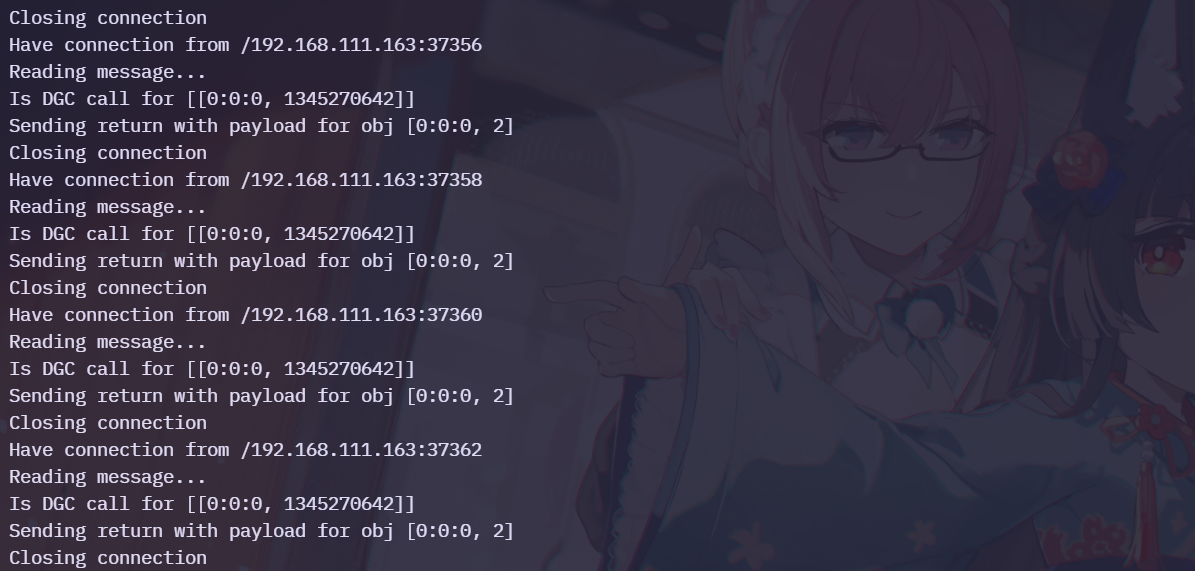 Closing connection
Have connection from /192.168.111.163:37356
Reading message...
Is DGC call for [[0:0:0, 1345270642]]
Sending return with payload for obj [0:0:0, 2]
Closing connection
Have connection from /192.168.111.163:37358
Reading message...
Is DGC call for [[0:0:0, 1345270642]]
Sending return with payload for obj [0:0:0, 2]
Closing connection
Have connection from /192.168.111.163:37360
Reading message...
Is DGC call for [[0:0:0, 1345270642]]
Sending return with payload for obj [0:0:0, 2]
Closing connection
Have connection from /192.168.111.163:37362
Reading message...
Is DGC call for [[0:0:0, 1345270642]]
Sending return with payload for obj [0:0:0, 2]
Closing connection